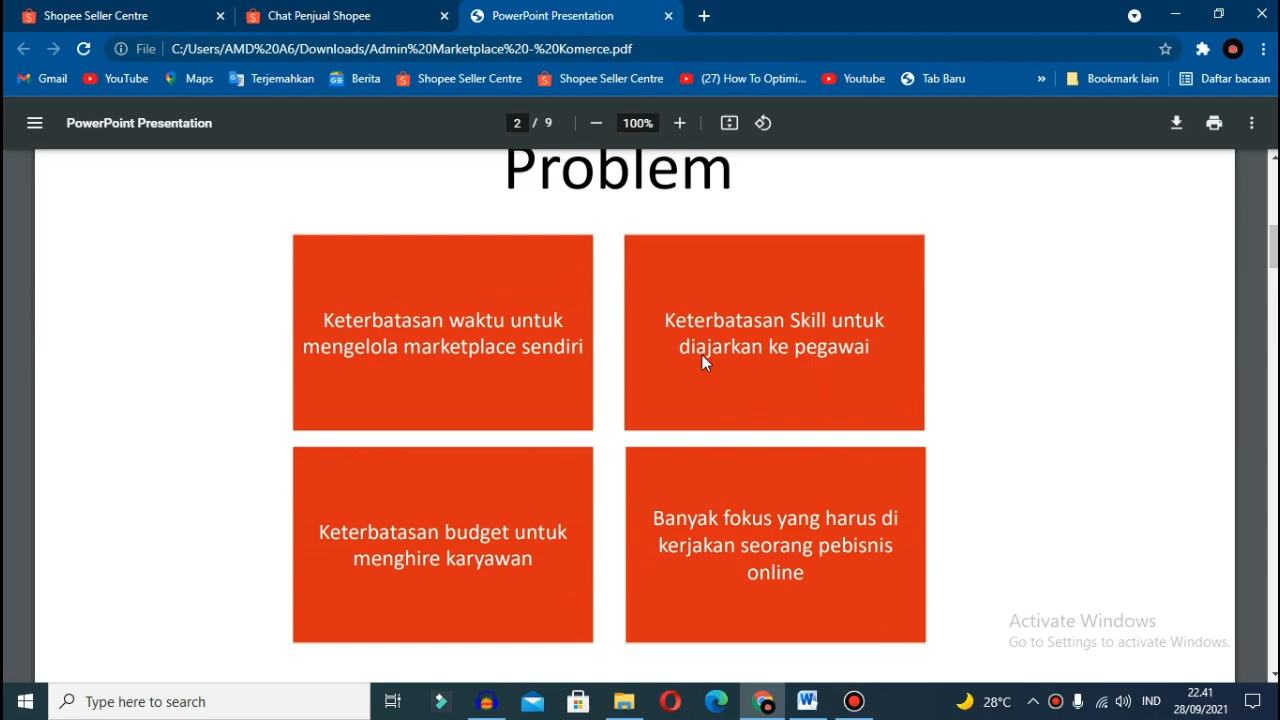 Shopee Seller Centre
Chat Penjual Shopee
PowerPoint Presentation
File
C:/Users/AMD%20A6/Downloads/Admin%20Marketplace%20-%20Komerce.pdf
Gmail
YouTube
Maps
Terjemahkan
Berita
Shopee Seller Centre
Shopee Seller Centre
(27) How To Optimi...
Youtube
Tab Baru
»
Bookmark lain
Daftar bacaan
PowerPoint Presentation
2 / 9
100%
Problem
Keterbatasan waktu untuk
mengelola marketplace sendiri
Keterbatasan Skill untuk
diajarkan ke pegawai
Keterbatasan budget untuk
menghire karyawan
Banyak fokus yang harus di
kerjakan seorang pebisnis
online
Activate Windows
Go to Settings to activate Windows.
Type here to search
28°C
IND
22.41
28/09/2021